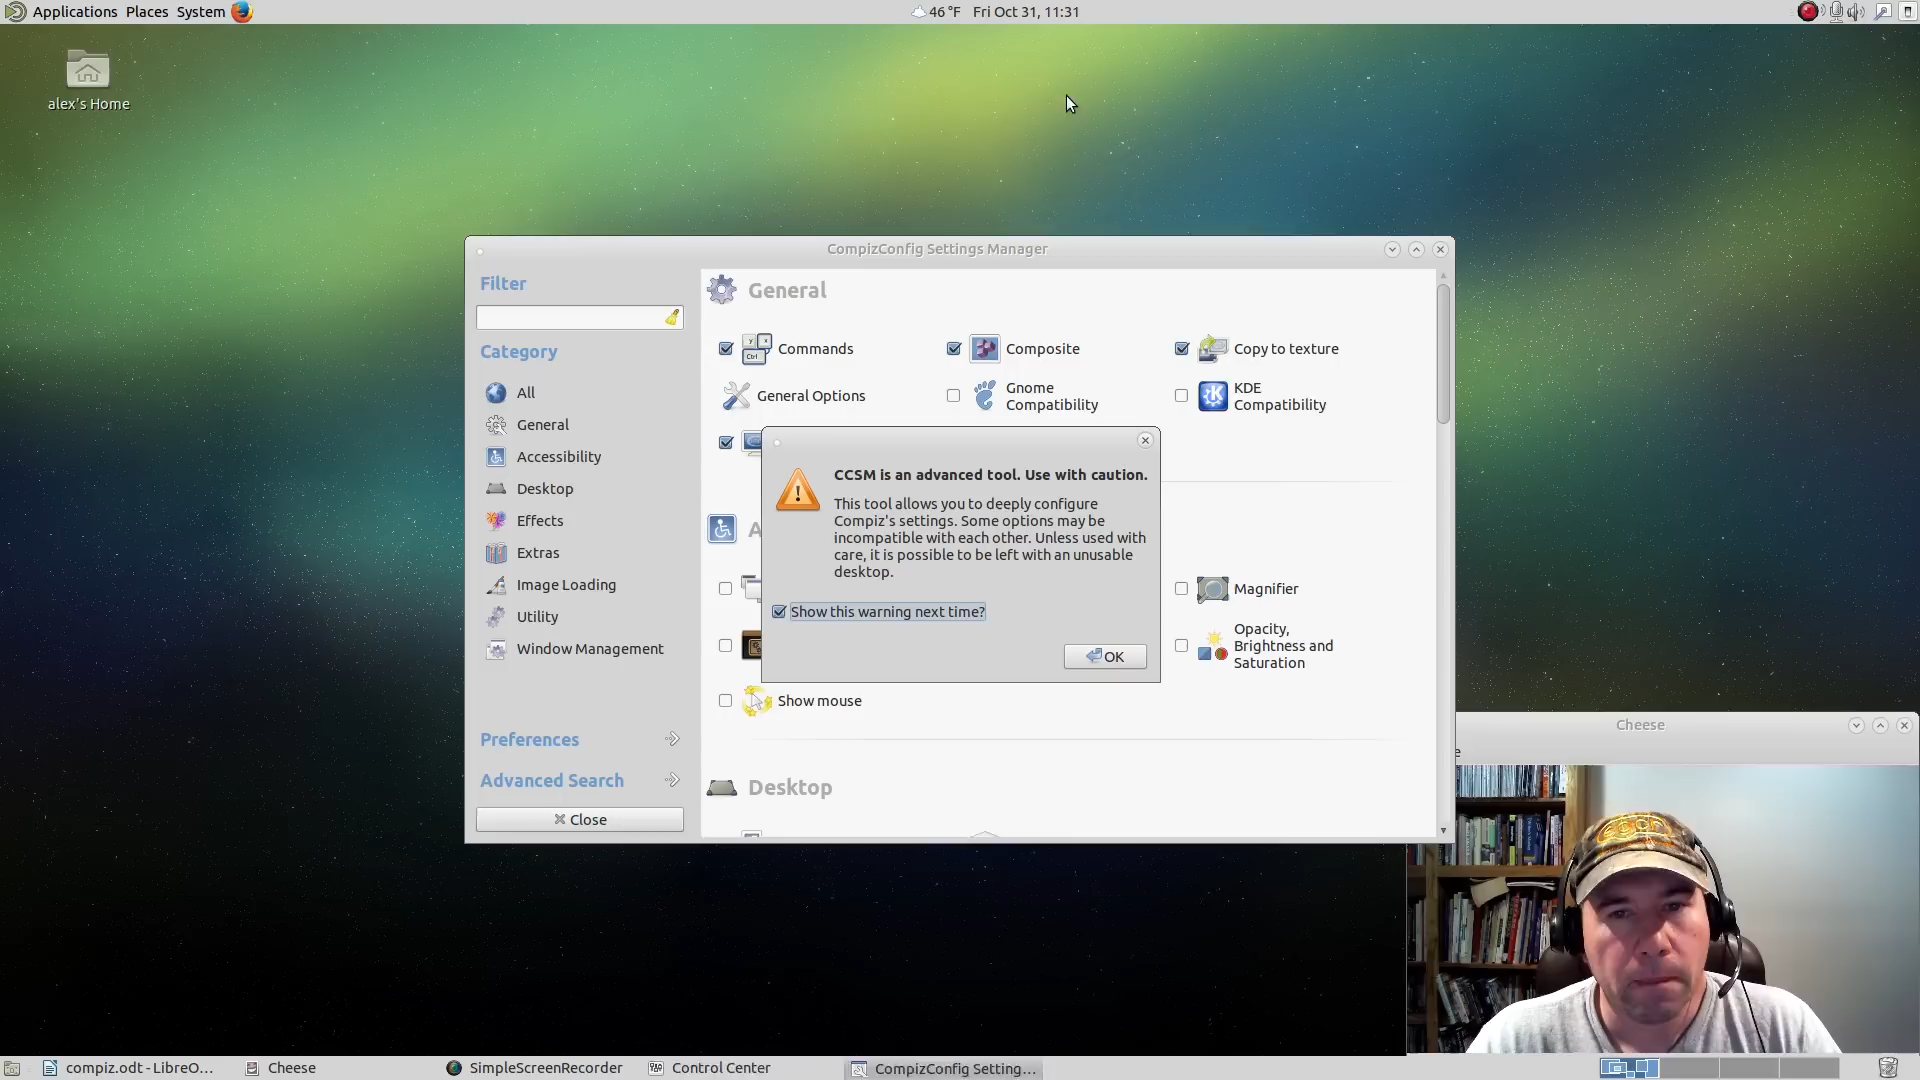 Applications Places System 46 °F Fri Oct 31, 11:31
alex's Home
CompizConfig Settings Manager
Filter
Category
All
General
Accessibility
Desktop
Effects
Extras
Image Loading
Utility
Window Management
Preferences
Advanced Search
Close
General
Commands
Composite
Copy to texture
General Options
Gnome
Compatibility
KDE
Compatibility
A
Magnifier
Opacity,
Brightness and
Saturation
Show mouse
Desktop
CCSM is an advanced tool. Use with caution.
This tool allows you to deeply configure
Compiz's settings. Some options may be
incompatible with each other. Unless used with
care, it is possible to be left with an unusable
desktop.
Show this warning next time?
OK
Cheese
e
compiz.odt - LibreO... Cheese SimpleScreenRecorder Control Center CompizConfig Setting...